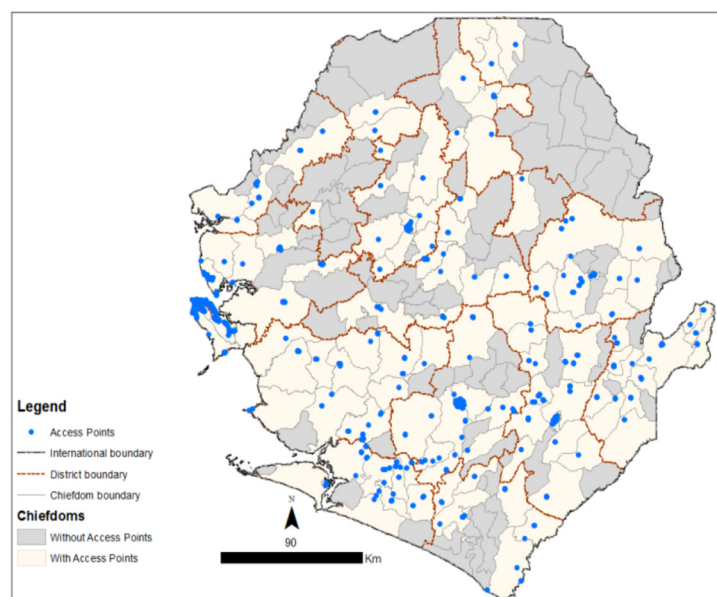 Legend
Access Points
International boundary
District boundary
Chiefdom boundary
Chiefdoms
Without Access Points
With Access Points
N
90
Km